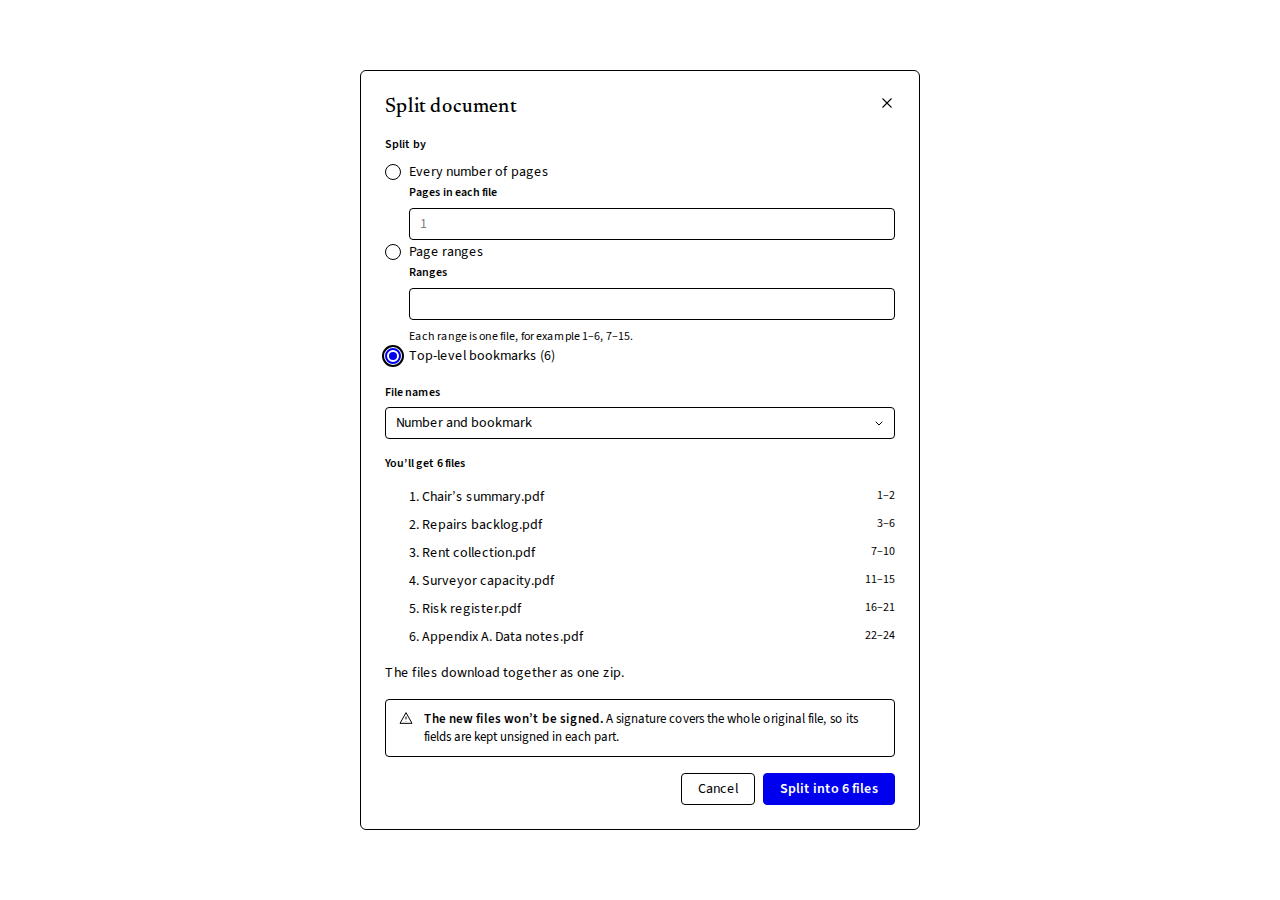 Split document
Split by
Every number of pages
Pages in each file
1
Page ranges
Ranges
Each range is one file, for example 1–6, 7–15.
Top-level bookmarks (6)
File names
Number and bookmark
You’ll get 6 files
1. Chair’s summary.pdf 1–2
2. Repairs backlog.pdf 3–6
3. Rent collection.pdf 7–10
4. Surveyor capacity.pdf 11–15
5. Risk register.pdf 16–21
6. Appendix A. Data notes.pdf 22–24
The files download together as one zip.
The new files won’t be signed. A signature covers the whole original file, so its
fields are kept unsigned in each part.
Cancel Split into 6 files